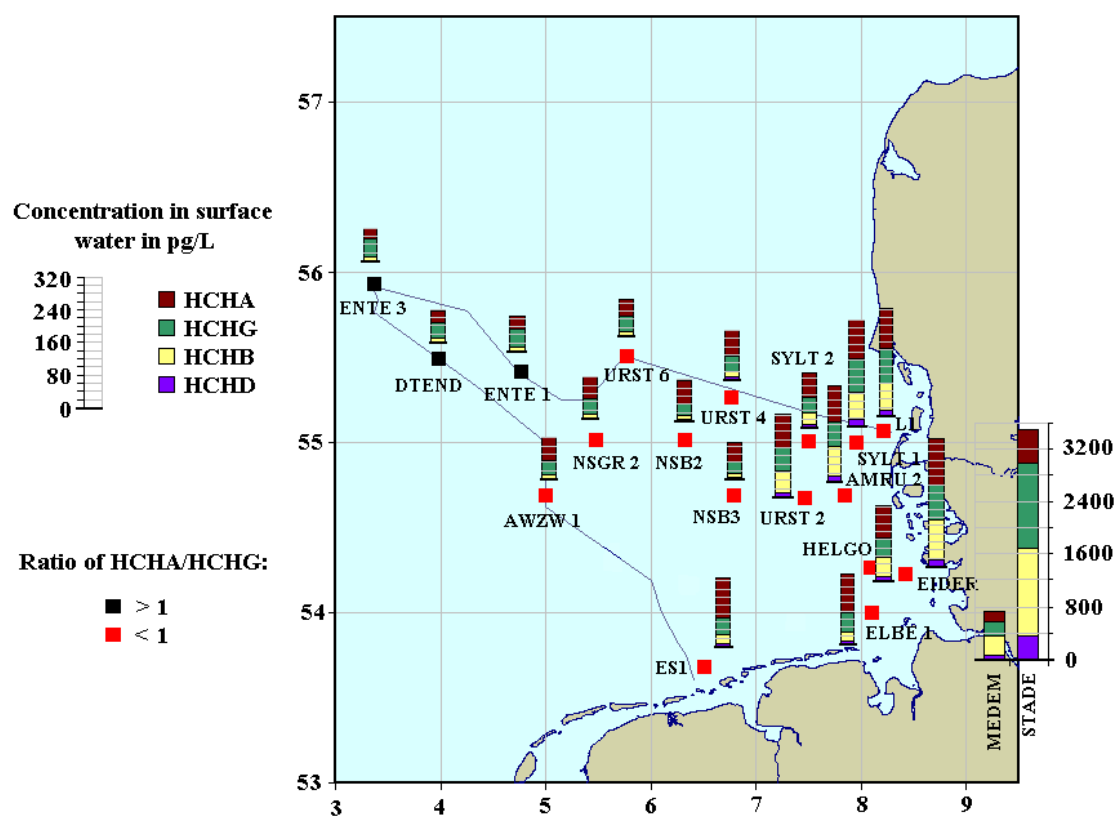 57
Concentration in surface
water in pg/L
320
240
160
80
0
HCHA
HCHG
HCHB
HCHD
56
ENTE 3
DTEND
ENTE 1
URST 6
SYLT 2
URST 4
L1
55
NSGR 2
NSB2
SYLT 1
AMRU 2
NSB3
URST 2
AWZW 1
3200
2400
1600
800
0
HELGO
EIDER
Ratio of HCHA/HCHG:
> 1
< 1
54
ELBE 1
ES1
MEDEM
STADE
53
3 4 5 6 7 8 9